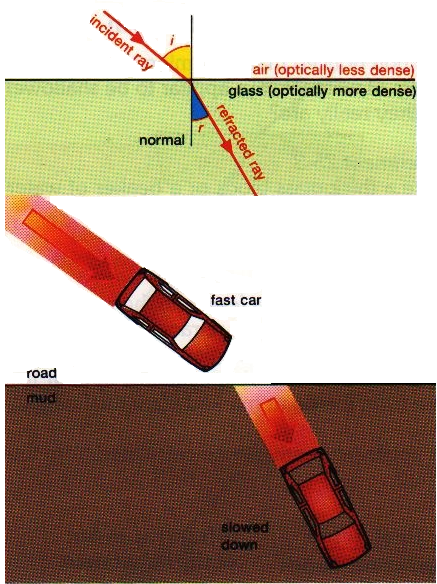 incident ray
i
air (optically less dense)
glass (optically more dense)
normal
r
refracted ray
fast car
road
mud
slowed
down